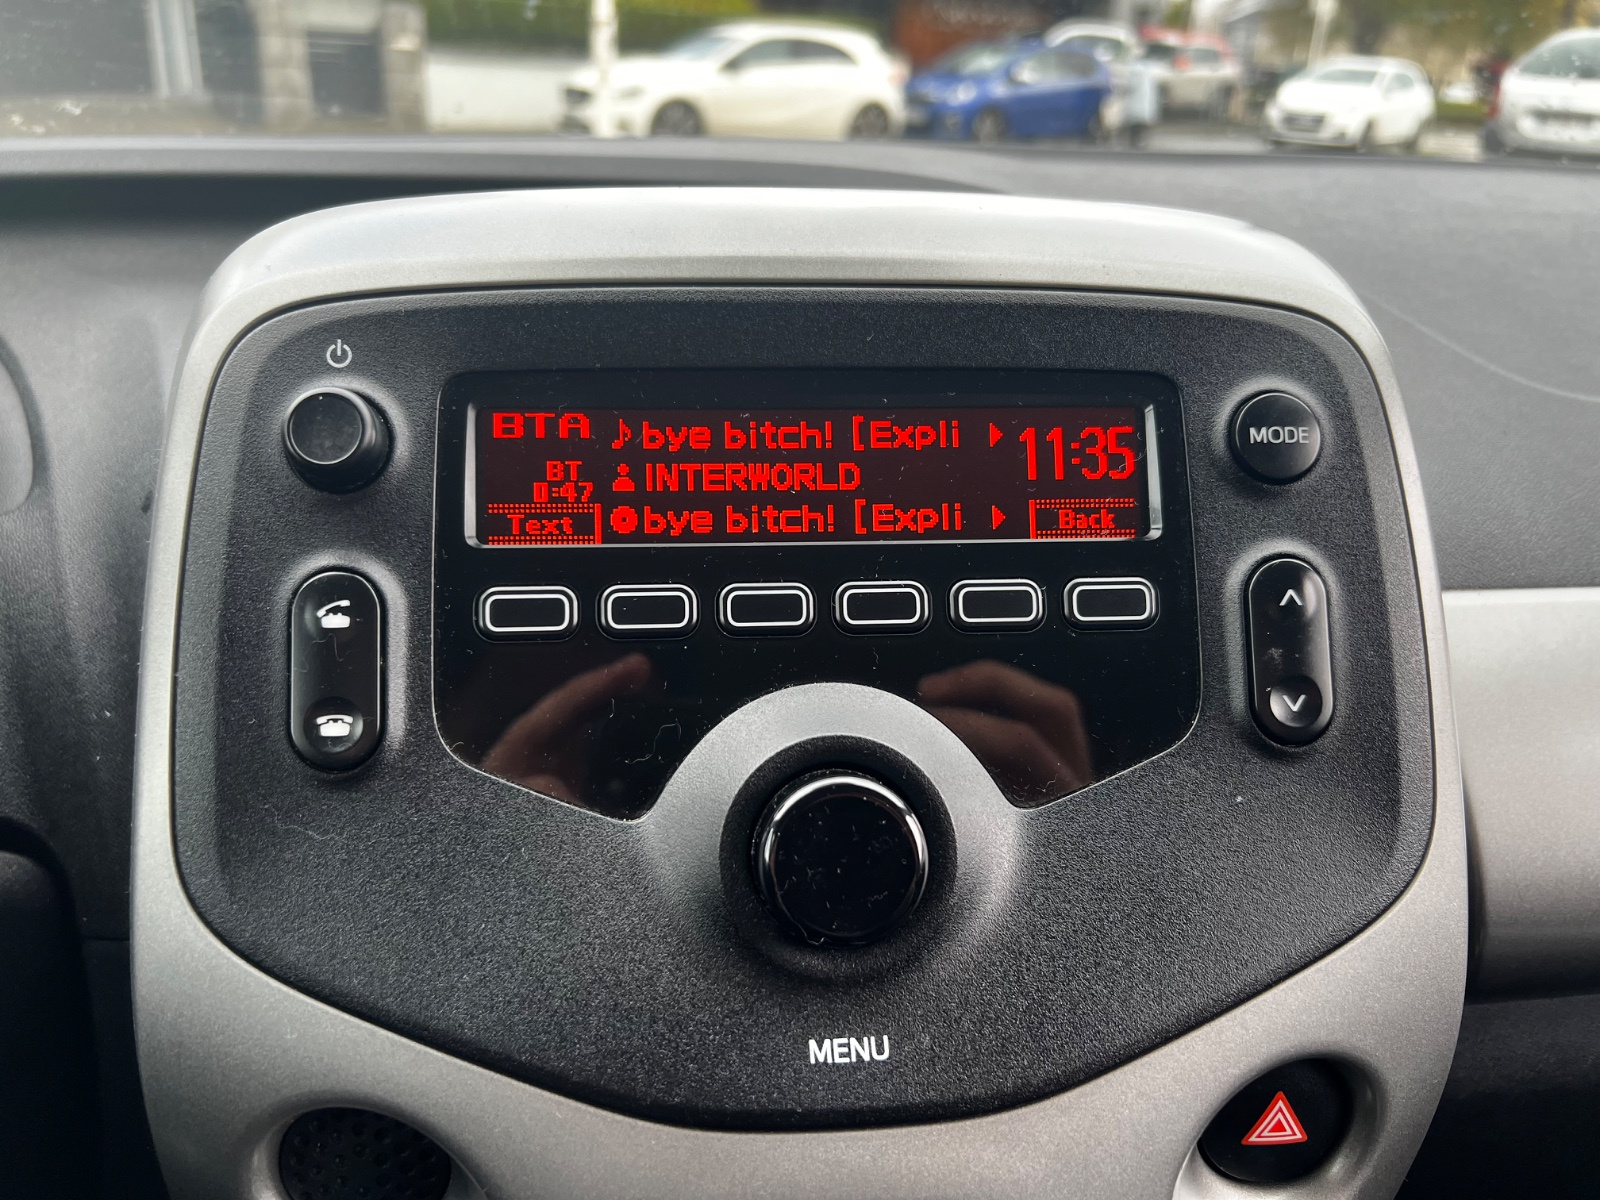 BTA
bye bitch! [Expli
11:35
BT
INTERWORLD
0:47
Text
bye bitch! [Expli
Back
MODE
MENU